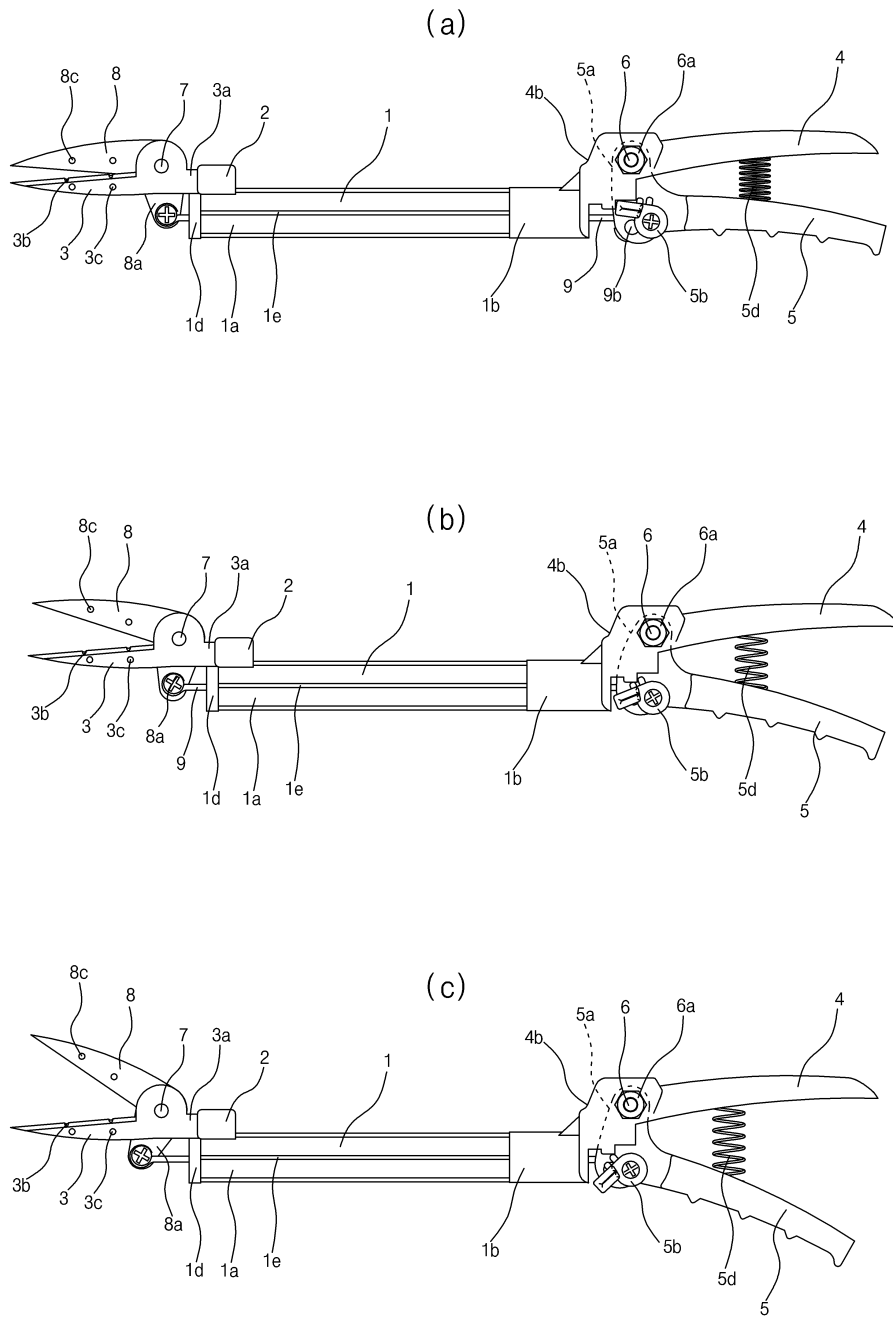 (a)
8c 8 7 3a 2 1 4b 5a 6 6a 4
3b 3 3c 8a 1d 1a 1e 1b 9 9b 5b 5d 5
(b)
8c 8 7 3a 2 1 4b 5a 6 6a 4
3b 3 3c 8a 9 1d 1a 1e 1b 5b 5d 5
(c)
8c 8 7 3a 2 1 4b 5a 6 6a 4
3b 3 3c 8a 1d 1a 1e 1b 5b 5d 5